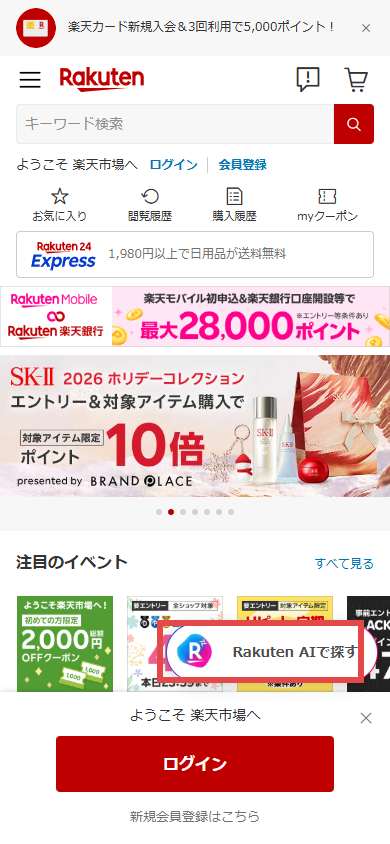 楽天カード新規入会＆3回利用で5,000ポイント！
Rakuten
キーワード検索
ようこそ 楽天市場へ ログイン 会員登録
お気に入り 閲覧履歴 購入履歴 myクーポン
Rakuten 24
Express
1,980円以上で日用品が送料無料
Rakuten Mobile
Rakuten 楽天銀行
楽天モバイル初申込&楽天銀行口座開設等で
※エントリー等条件あり
最大28,000ポイント
SK-II 2026 ホリデーコレクション
エントリー＆対象アイテム購入で
対象アイテム限定
ポイント
10倍
presented by BRAND PLACE
SK-II
注目のイベント すべて見る
ようこそ楽天市場へ!
初めての方限定
2,000円
総額
OFFクーポン
要エントリー 全ショップ対象
本日23:59まで
要エントリー 対象アイテム限定
※条件あり
事前エント
Rakuten AIで探す
ようこそ 楽天市場へ
ログイン
新規会員登録はこちら